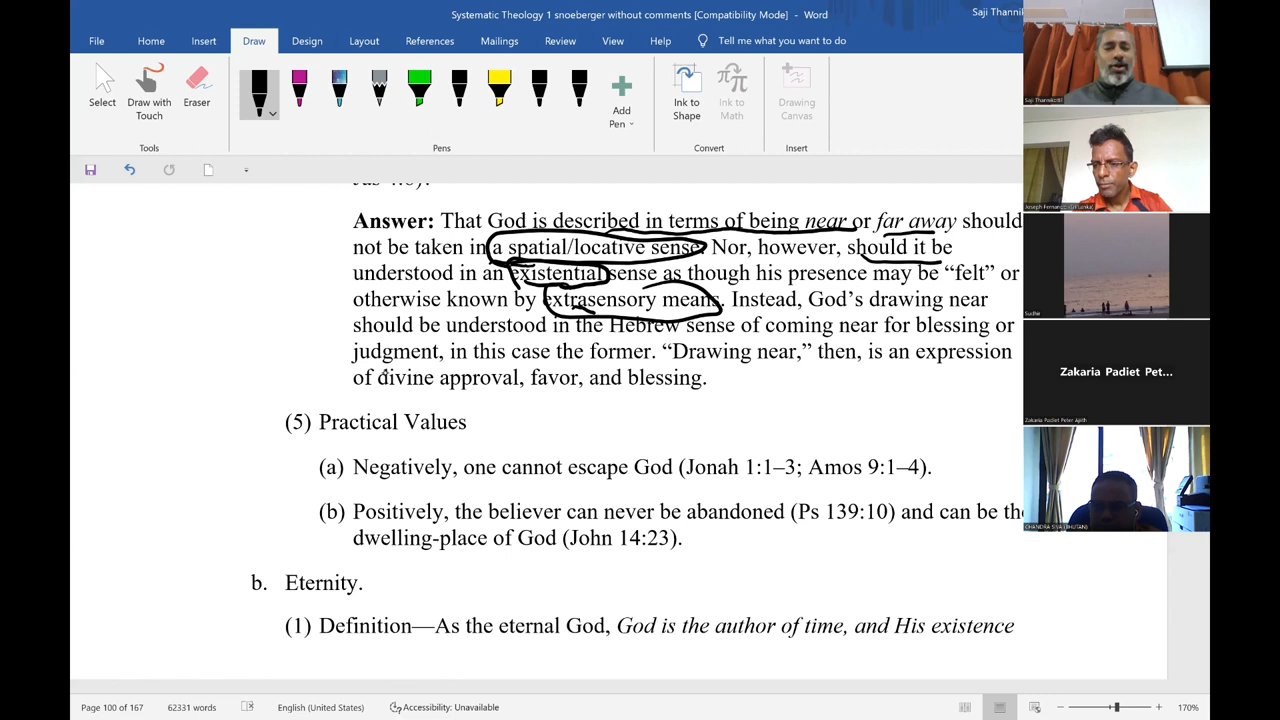 Systematic Theology 1 snoeberger without comments [Compatibility Mode] - Word
Saji Thannik
File Home Insert Draw Design Layout References Mailings Review View Help Tell me what you want to do
Select
Draw with Touch
Eraser
Add Pen
Ink to Shape
Ink to Math
Drawing Canvas
Tools Pens Convert Insert
Answer: That God is described in terms of being near or far away should
not be taken in a spatial/locative sense. Nor, however, should it be
understood in an existential sense as though his presence may be “felt” or
otherwise known by extrasensory means. Instead, God’s drawing near
should be understood in the Hebrew sense of coming near for blessing or
judgment, in this case the former. “Drawing near,” then, is an expression
of divine approval, favor, and blessing.
(5) Practical Values
(a) Negatively, one cannot escape God (Jonah 1:1–3; Amos 9:1–4).
(b) Positively, the believer can never be abandoned (Ps 139:10) and can be the
dwelling-place of God (John 14:23).
b. Eternity.
(1) Definition—As the eternal God, God is the author of time, and His existence
Page 100 of 167 62331 words English (United States) Accessibility: Unavailable 170%
Sudhir
Zakaria Padiet Pet...
Zakaria Padiet Peter Ajith
CHANDRA SIVA (BHUTAN)